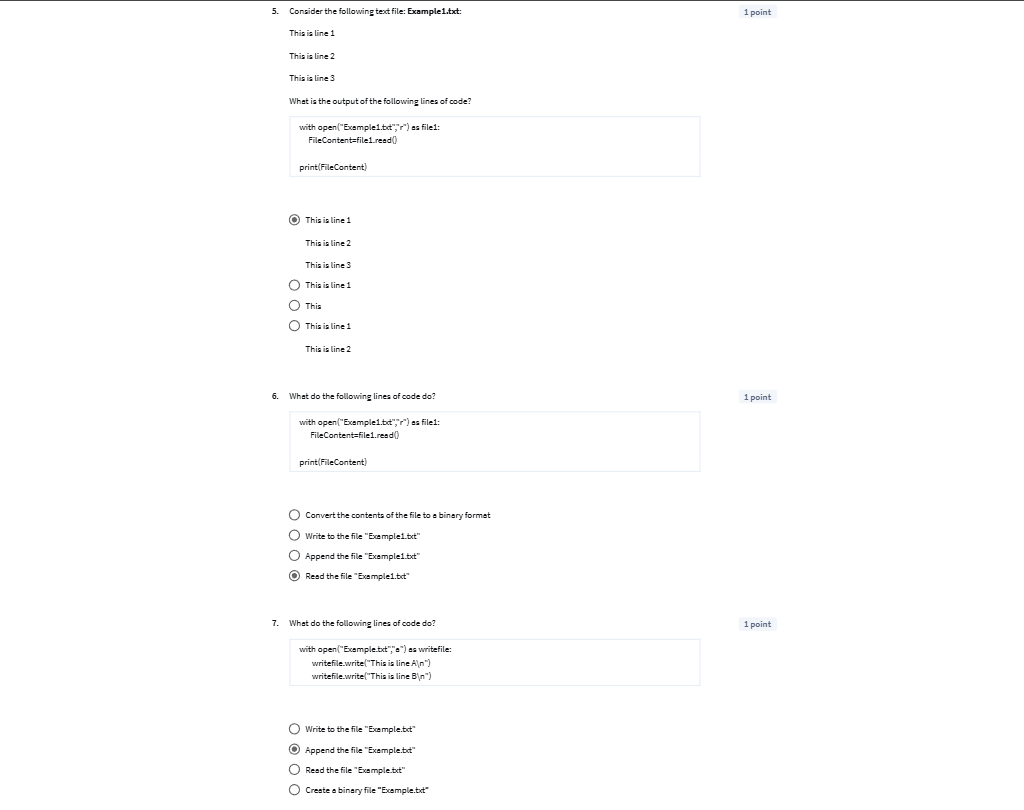 5. Consider the following text file: Example1.txt:
1 point
This is line 1
This is line 2
This is line 3
What is the output of the following lines of code?
with open("Example1.txt","r") as file1:
FileContent=file1.read()
print(FileContent)
This is line 1
This is line 2
This is line 3
This is line 1
This
This is line 1
This is line 2
6. What do the following lines of code do?
1 point
with open("Example1.txt","r") as file1:
FileContent=file1.read()
print(FileContent)
Convert the contents of the file to a binary format
Write to the file "Example1.txt"
Append the file "Example1.txt"
Read the file "Example1.txt"
7. What do the following lines of code do?
1 point
with open("Example.txt","a") as writefile:
writefile.write("This is line A\n")
writefile.write("This is line B\n")
Write to the file "Example.txt"
Append the file "Example.txt"
Read the file "Example.txt"
Create a binary file "Example.txt"